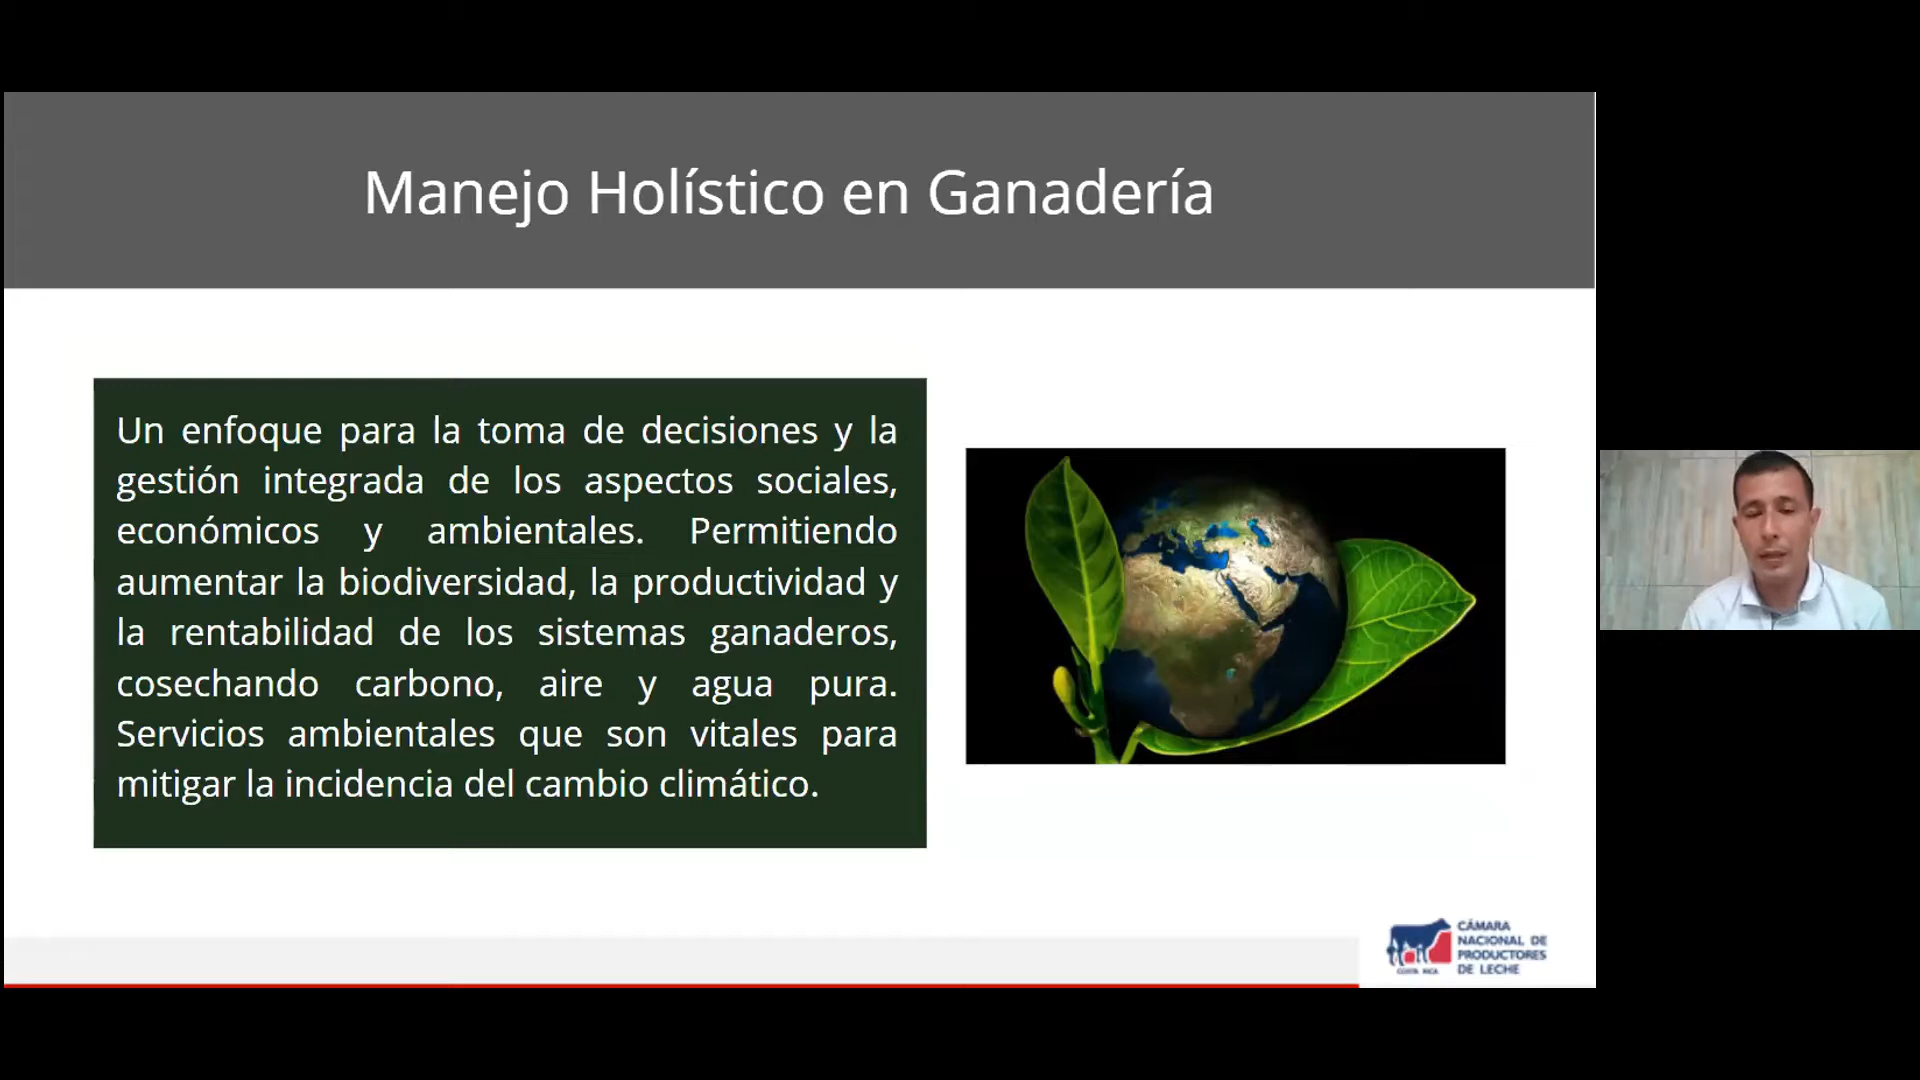 Manejo Holístico en Ganadería
Un enfoque para la toma de decisiones y la
gestión integrada de los aspectos sociales,
económicos y ambientales. Permitiendo
aumentar la biodiversidad, la productividad y
la rentabilidad de los sistemas ganaderos,
cosechando carbono, aire y agua pura.
Servicios ambientales que son vitales para
mitigar la incidencia del cambio climático.
CÁMARA
NACIONAL DE
PRODUCTORES
DE LECHE
COSTA RICA